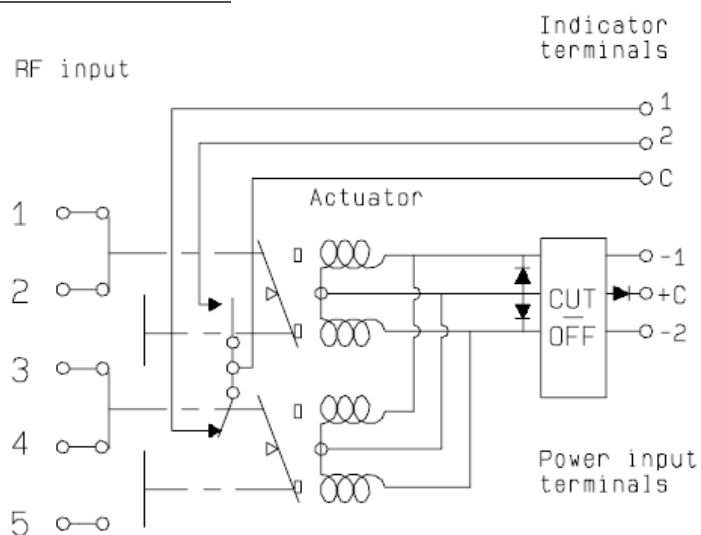 Indicator
terminals
RF input
1
2
C
Actuator
1
2
3
4
5
CUT
OFF
-1
+C
-2
Power input
terminals